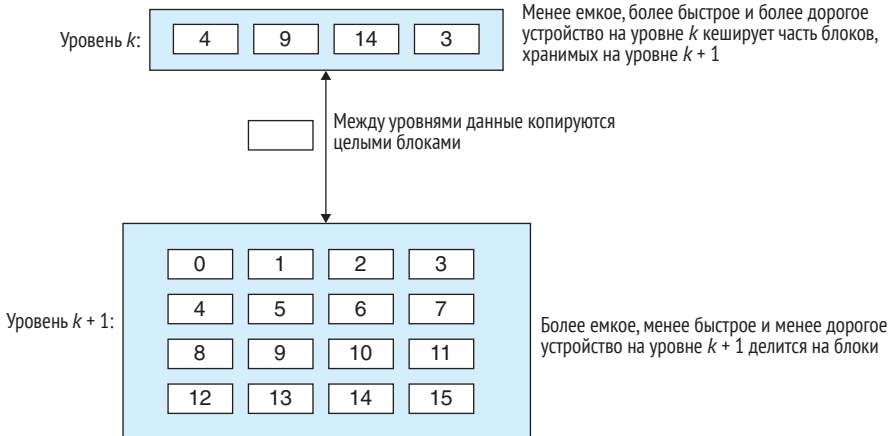 Уровень k:
4 9 14 3
Менее емкое, более быстрое и более дорогое
устройство на уровне k кеширует часть блоков,
хранимых на уровне k + 1
Между уровнями данные копируются
целыми блоками
Уровень k + 1:
0 1 2 3
4 5 6 7
8 9 10 11
12 13 14 15
Более емкое, менее быстрое и менее дорогое
устройство на уровне k + 1 делится на блоки